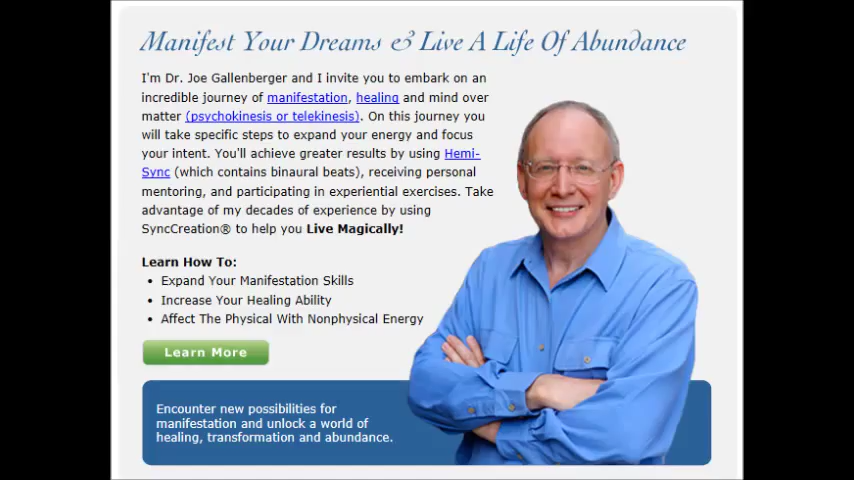 Manifest Your Dreams & Live A Life Of Abundance
I'm Dr. Joe Gallenberger and I invite you to embark on an
incredible journey of manifestation, healing and mind over
matter (psychokinesis or telekinesis). On this journey you
will take specific steps to expand your energy and focus
your intent. You'll achieve greater results by using Hemi-
Sync (which contains binaural beats), receiving personal
mentoring, and participating in experiential exercises. Take
advantage of my decades of experience by using
SyncCreation® to help you Live Magically!
Learn How To:
• Expand Your Manifestation Skills
• Increase Your Healing Ability
• Affect The Physical With Nonphysical Energy
Learn More
Encounter new possibilities for
manifestation and unlock a world of
healing, transformation and abundance.